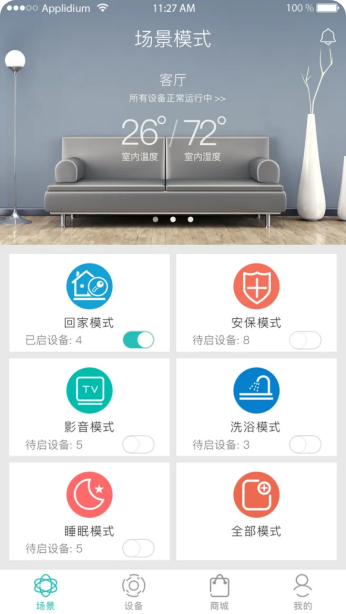 Applidium 11:27 AM 100 %
场景模式
客厅
所有设备正常运行中 >>
26° / 72°
室内温度 室内湿度
回家模式
已启设备: 4
安保模式
待启设备: 8
TV
影音模式
待启设备: 5
洗浴模式
待启设备: 3
睡眠模式
待启设备: 5
全部模式
场景 设备 商城 我的